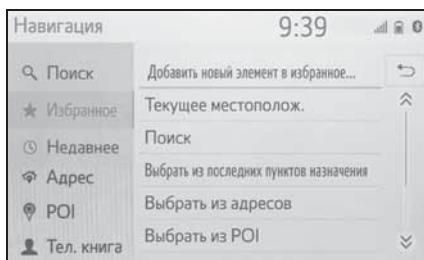 Навигация 9:39
Поиск
Избранное
Недавнее
Адрес
POI
Тел. книга
Добавить новый элемент в избранное...
Текущее местополож.
Поиск
Выбрать из последних пунктов назначения
Выбрать из адресов
Выбрать из POI